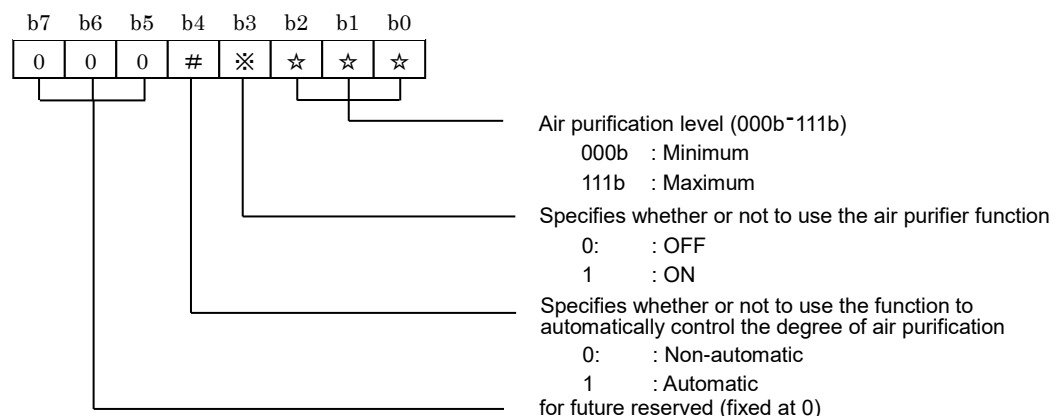 b7 b6 b5 b4 b3 b2 b1 b0
0 0 0 # ※ ☆ ☆ ☆
Air purification level (000b-111b)
000b : Minimum
111b : Maximum
Specifies whether or not to use the air purifier function
0: : OFF
1 : ON
Specifies whether or not to use the function to
automatically control the degree of air purification
0: : Non-automatic
1 : Automatic
for future reserved (fixed at 0)